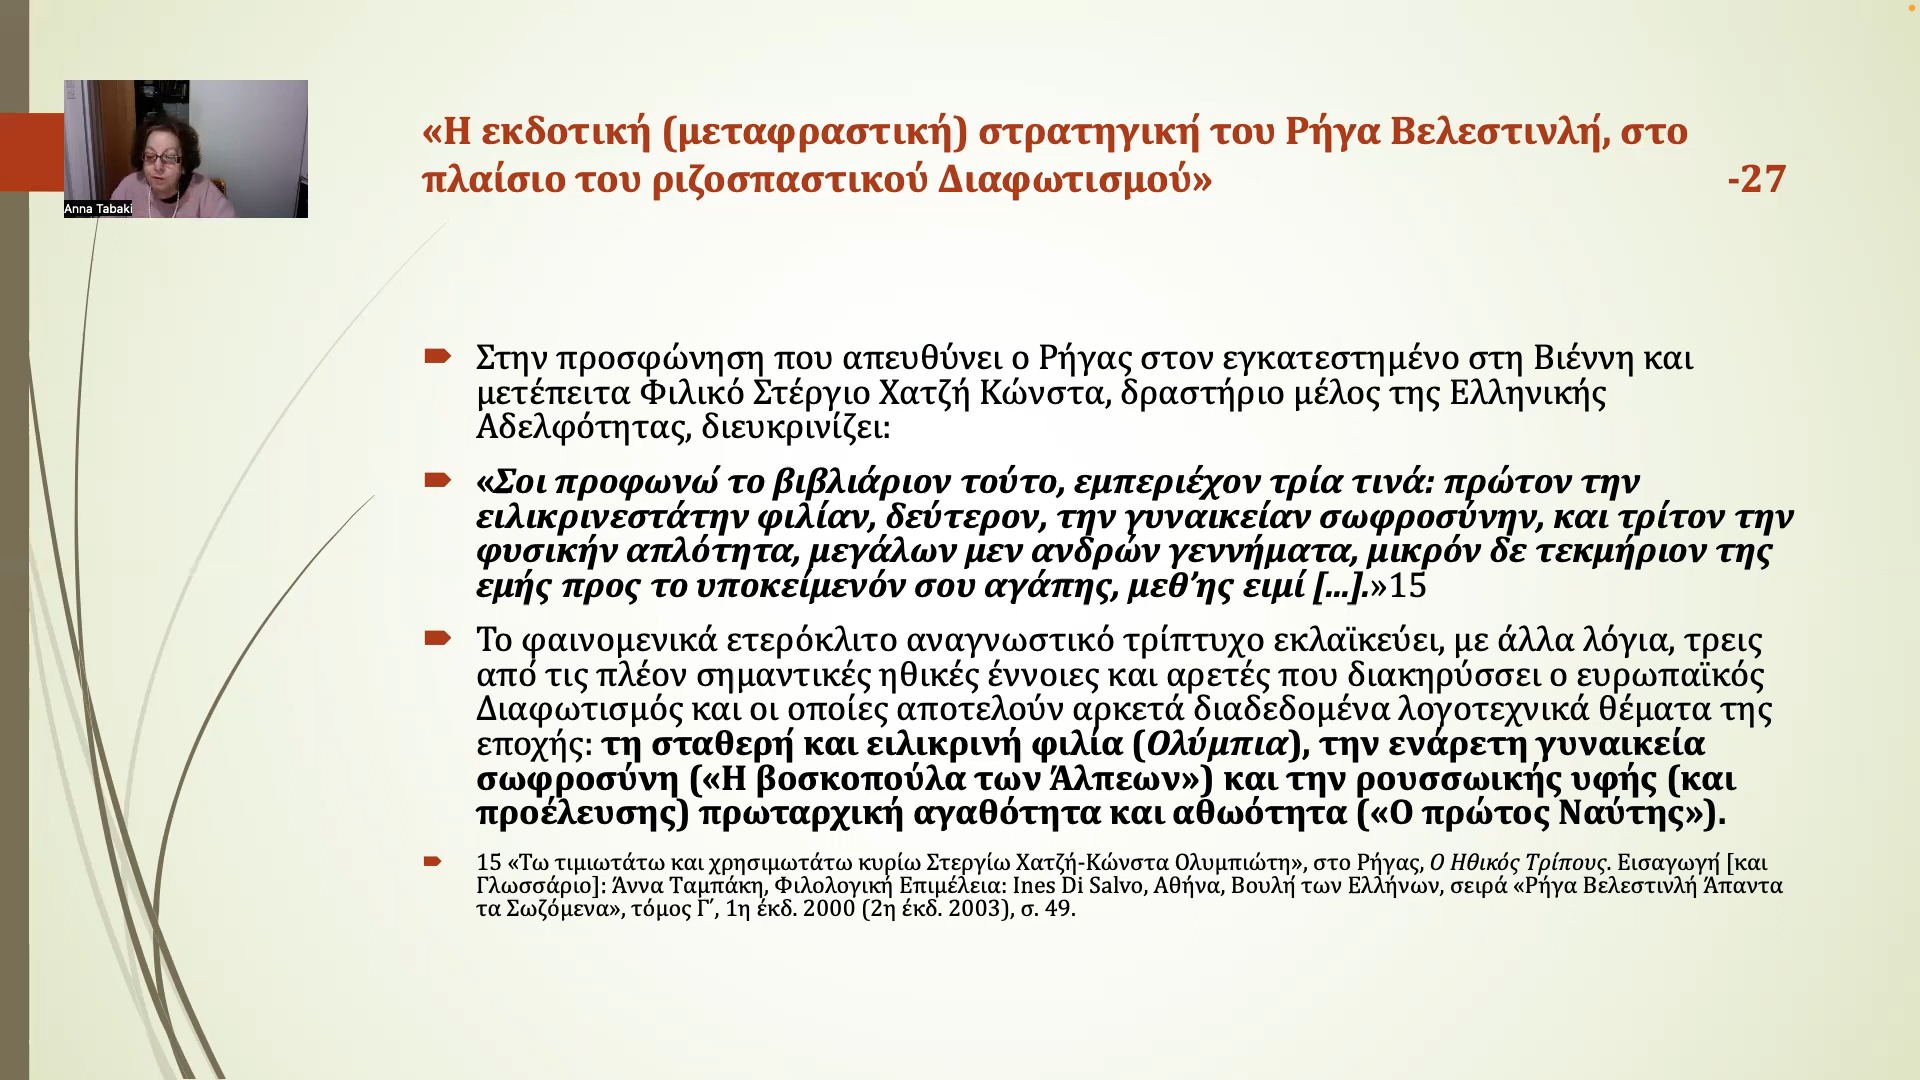 «Η εκδοτική (μεταφραστική) στρατηγική του Ρήγα Βελεστινλή, στο
πλαίσιο του ριζοσπαστικού Διαφωτισμού» -27
Anna Tabaki
Στην προσφώνηση που απευθύνει ο Ρήγας στον εγκατεστημένο στη Βιέννη και
μετέπειτα Φιλικό Στέργιο Χατζή Κώνστα, δραστήριο μέλος της Ελληνικής
Αδελφότητας, διευκρινίζει:
«Σοι προφωνώ το βιβλιάριον τούτο, εμπεριέχον τρία τινά: πρώτον την
ειλικρινεστάτην φιλίαν, δεύτερον, την γυναικείαν σωφροσύνην, και τρίτον την
φυσικήν απλότητα, μεγάλων μεν ανδρών γεννήματα, μικρόν δε τεκμήριον της
εμής προς το υποκείμενόν σου αγάπης, μεθ’ης ειμί [...].»15
Το φαινομενικά ετερόκλιτο αναγνωστικό τρίπτυχο εκλαϊκεύει, με άλλα λόγια, τρεις
από τις πλέον σημαντικές ηθικές έννοιες και αρετές που διακηρύσσει ο ευρωπαϊκός
Διαφωτισμός και οι οποίες αποτελούν αρκετά διαδεδομένα λογοτεχνικά θέματα της
εποχής: τη σταθερή και ειλικρινή φιλία (Ολύμπια), την ενάρετη γυναικεία
σωφροσύνη («Η βοσκοπούλα των Άλπεων») και την ρουσσωικής υφής (και
προέλευσης) πρωταρχική αγαθότητα και αθωότητα («Ο πρώτος Ναύτης»).
15 «Τω τιμιωτάτω και χρησιμωτάτω κυρίω Στεργίω Χατζή-Κώνστα Ολυμπιώτη», στο Ρήγας, Ο Ηθικός Τρίπους. Εισαγωγή [και
Γλωσσάριο]: Άννα Ταμπάκη, Φιλολογική Επιμέλεια: Ines Di Salvo, Αθήνα, Βουλή των Ελλήνων, σειρά «Ρήγα Βελεστινλή Άπαντα
τα Σωζόμενα», τόμος Γ΄, 1η έκδ. 2000 (2η έκδ. 2003), σ. 49.